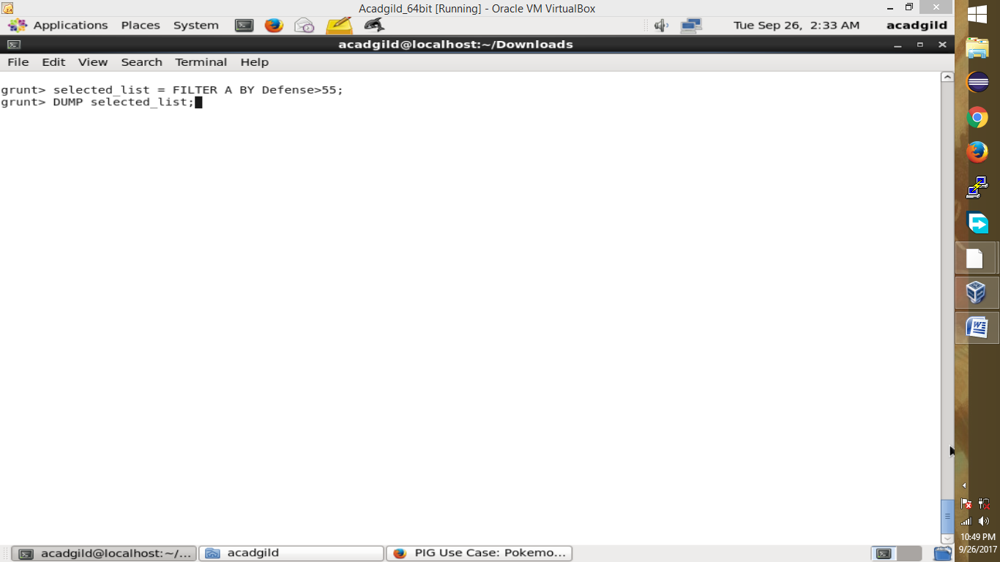 Acadgild_64bit [Running] - Oracle VM VirtualBox
Applications Places System Tue Sep 26, 2:33 AM acadgild
acadgild@localhost:~/Downloads
File Edit View Search Terminal Help
grunt> selected_list = FILTER A BY Defense>55;
grunt> DUMP selected_list;
acadgild@localhost:~/... acadgild PIG Use Case: Pokemo...
10:49 PM
9/26/2017